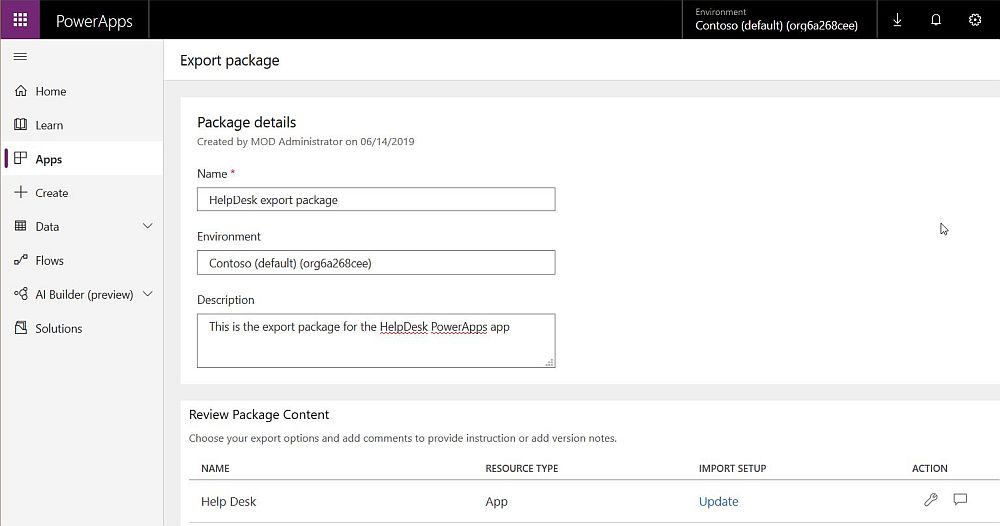 PowerApps
Environment
Contoso (default) (org6a268cee)
Export package
Home
Learn
Apps
Create
Data
Flows
AI Builder (preview)
Solutions
Package details
Created by MOD Administrator on 06/14/2019
Name *
HelpDesk export package
Environment
Contoso (default) (org6a268cee)
Description
This is the export package for the HelpDesk PowerApps app
Review Package Content
Choose your export options and add comments to provide instruction or add version notes.
NAME RESOURCE TYPE IMPORT SETUP ACTION
Help Desk App Update